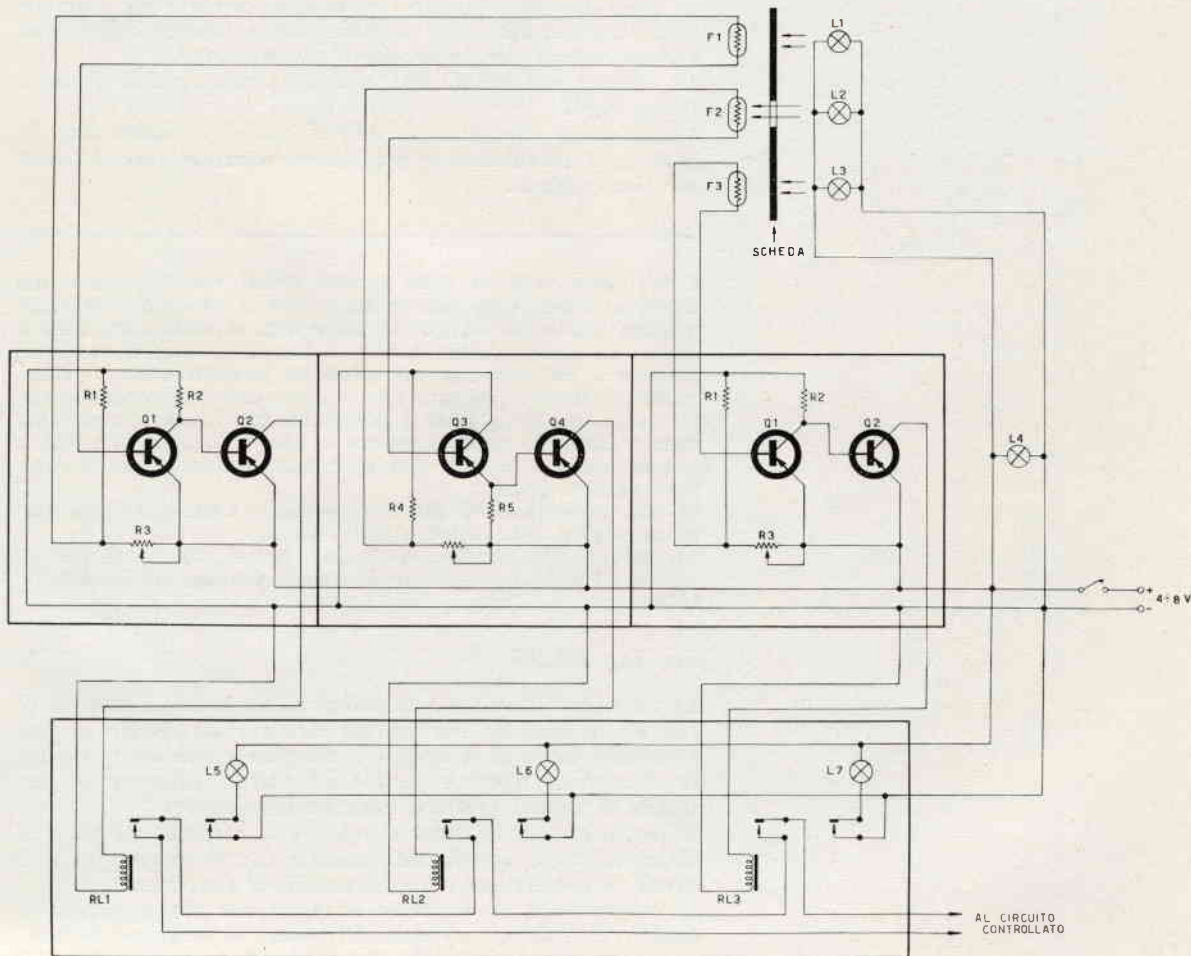 F1
L1
F2
L2
F3
L3
SCHEDA
R1
R2
Q1
Q2
R3
Q3
Q4
R4
R5
R1
R2
Q1
Q2
R3
L4
+
4÷8 V
-
L5
L6
L7
RL1
RL2
RL3
AL CIRCUITO
CONTROLLATO